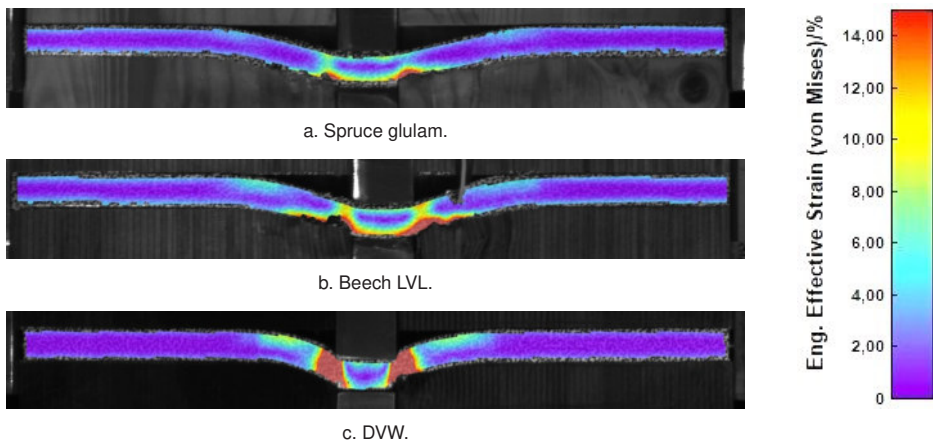 a. Spruce glulam.
b. Beech LVL.
c. DVW.
Eng. Effective Strain (von Mises)/%
14,00
12,00
10,00
8,00
6,00
4,00
2,00
0